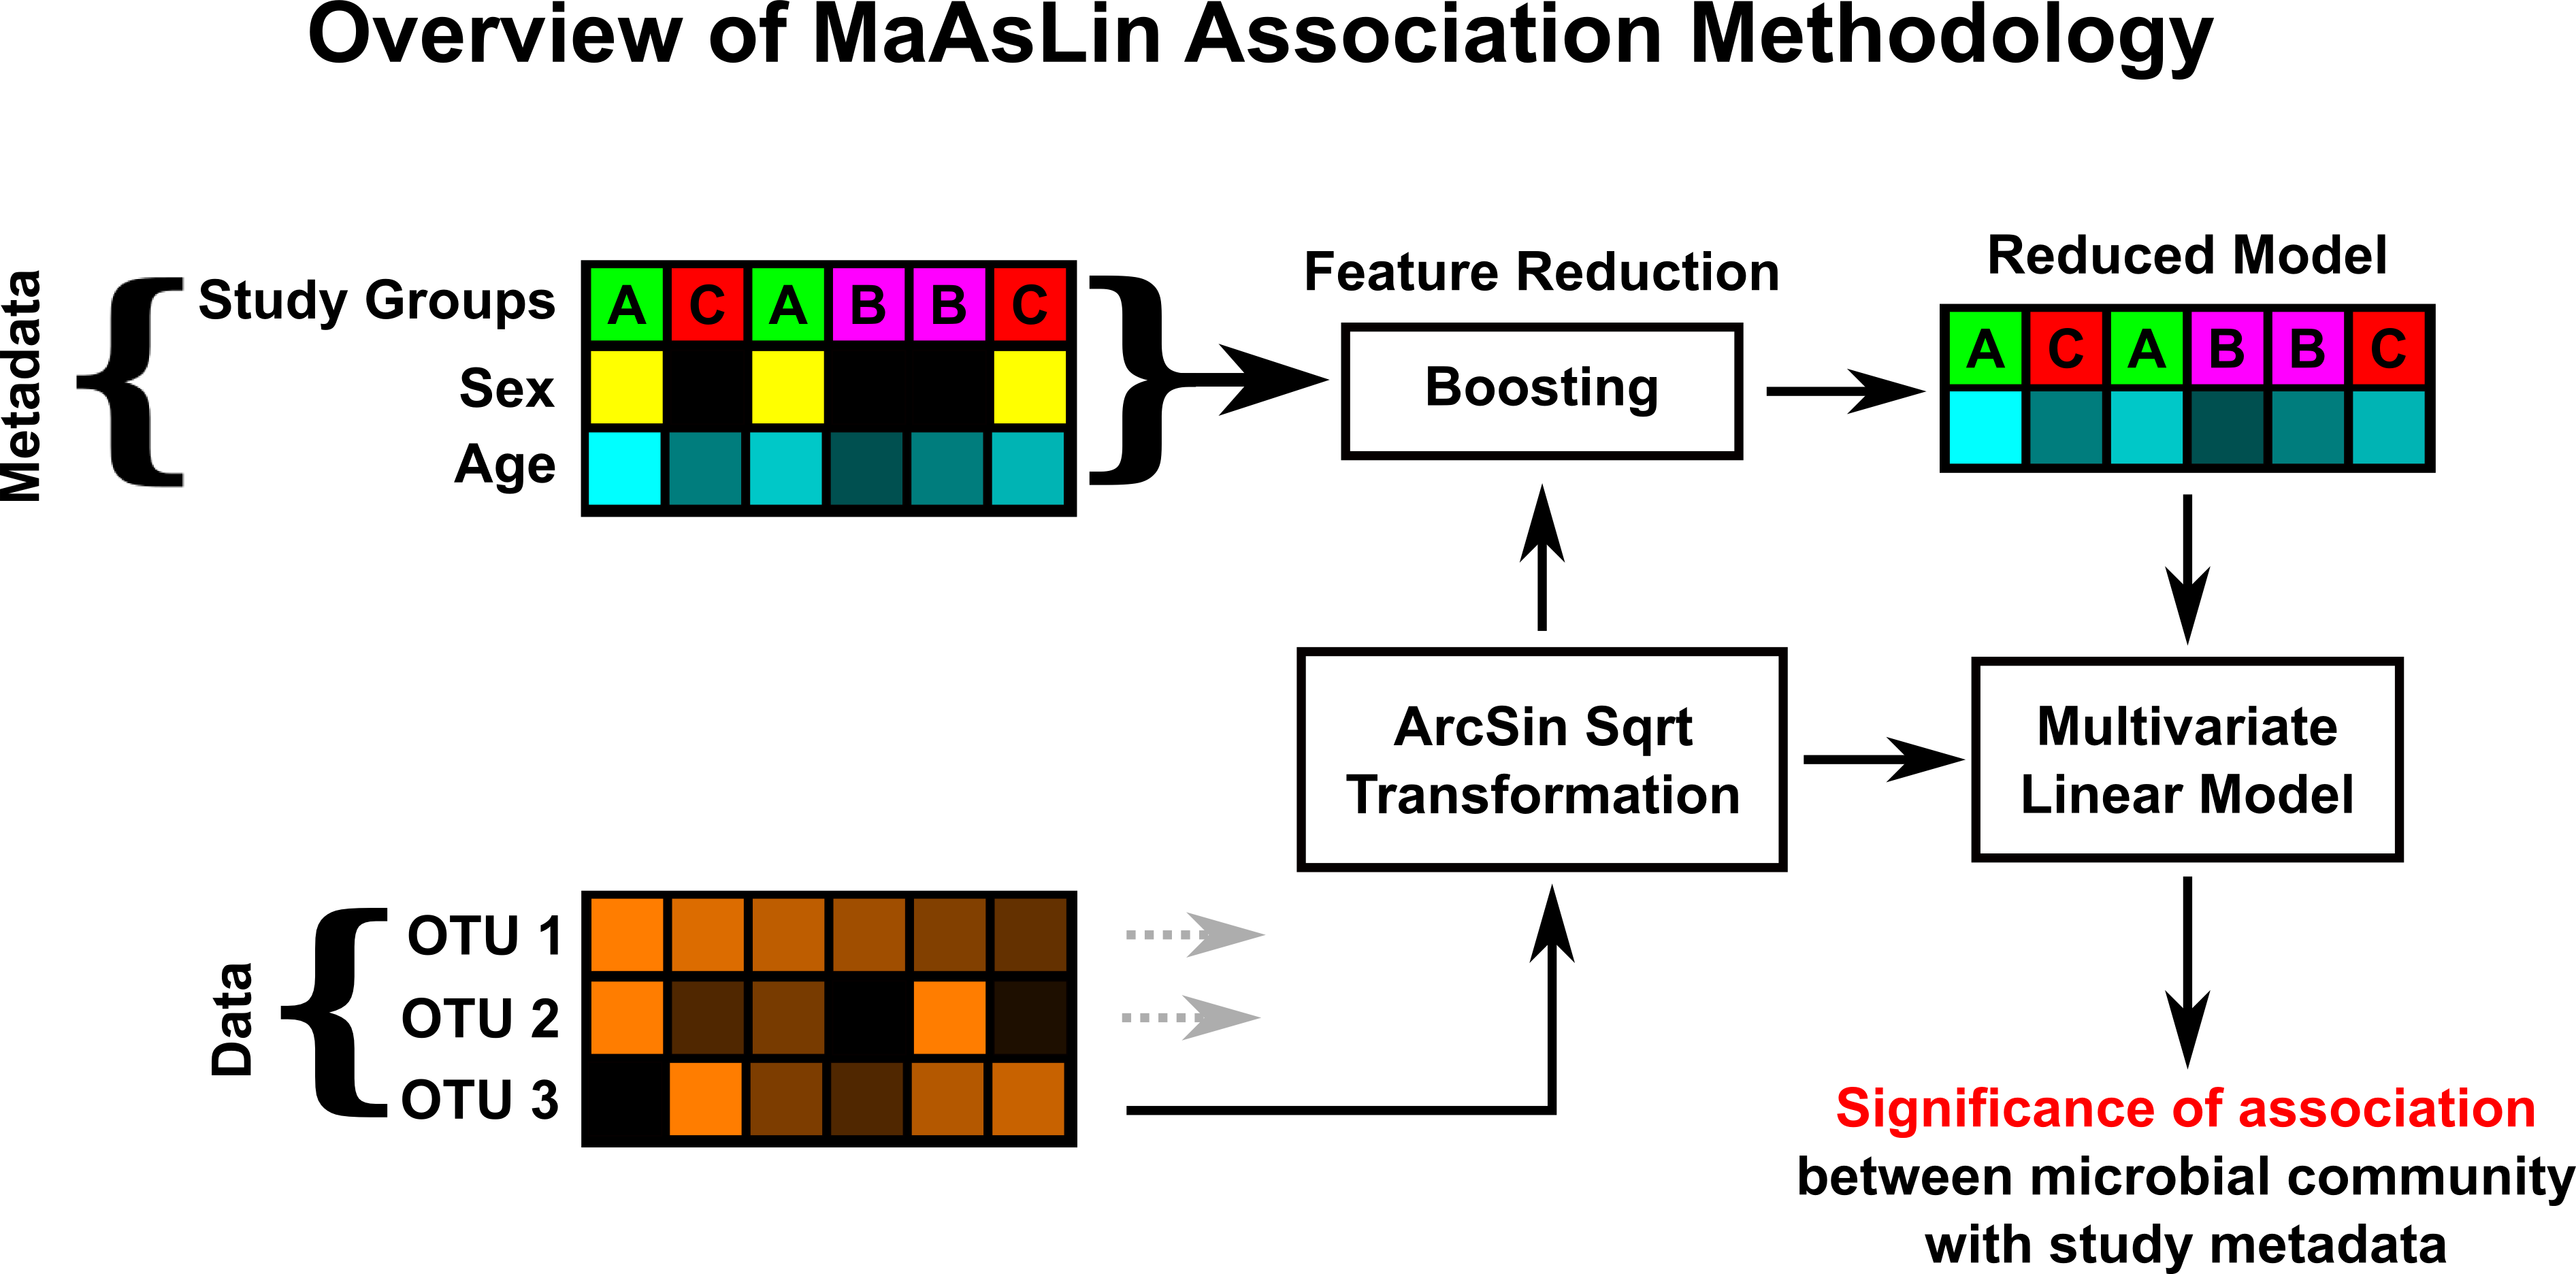 Overview of MaAsLin Association Methodology
Metadata
Study Groups
A C A B B C
Sex
Age
Feature Reduction
Boosting
Reduced Model
A C A B B C
ArcSin Sqrt
Transformation
Multivariate
Linear Model
Data
OTU 1
OTU 2
OTU 3
Significance of association
between microbial community
with study metadata